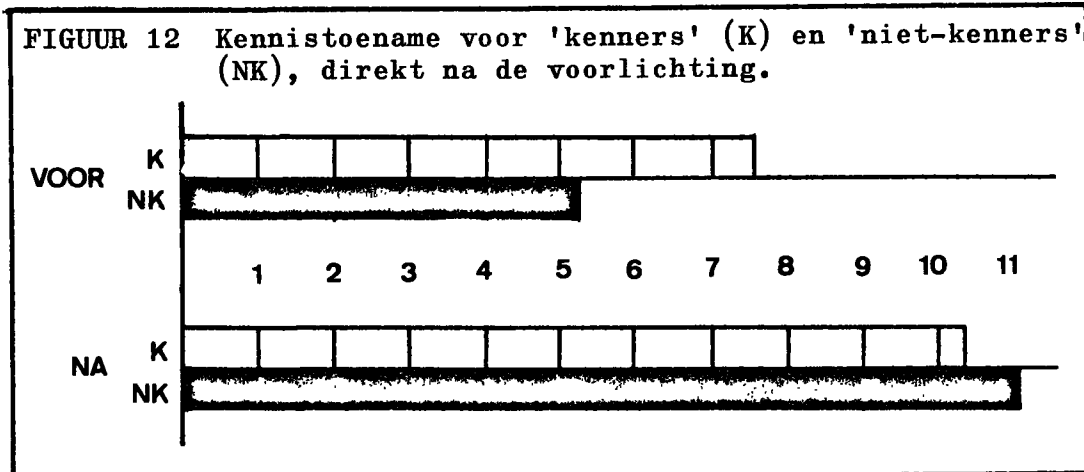 FIGUUR 12 Kennistoename voor 'kenners' (K) en 'niet-kenners'
(NK), direkt na de voorlichting.
K
VOOR
NK
1 2 3 4 5 6 7 8 9 10 11
K
NA
NK